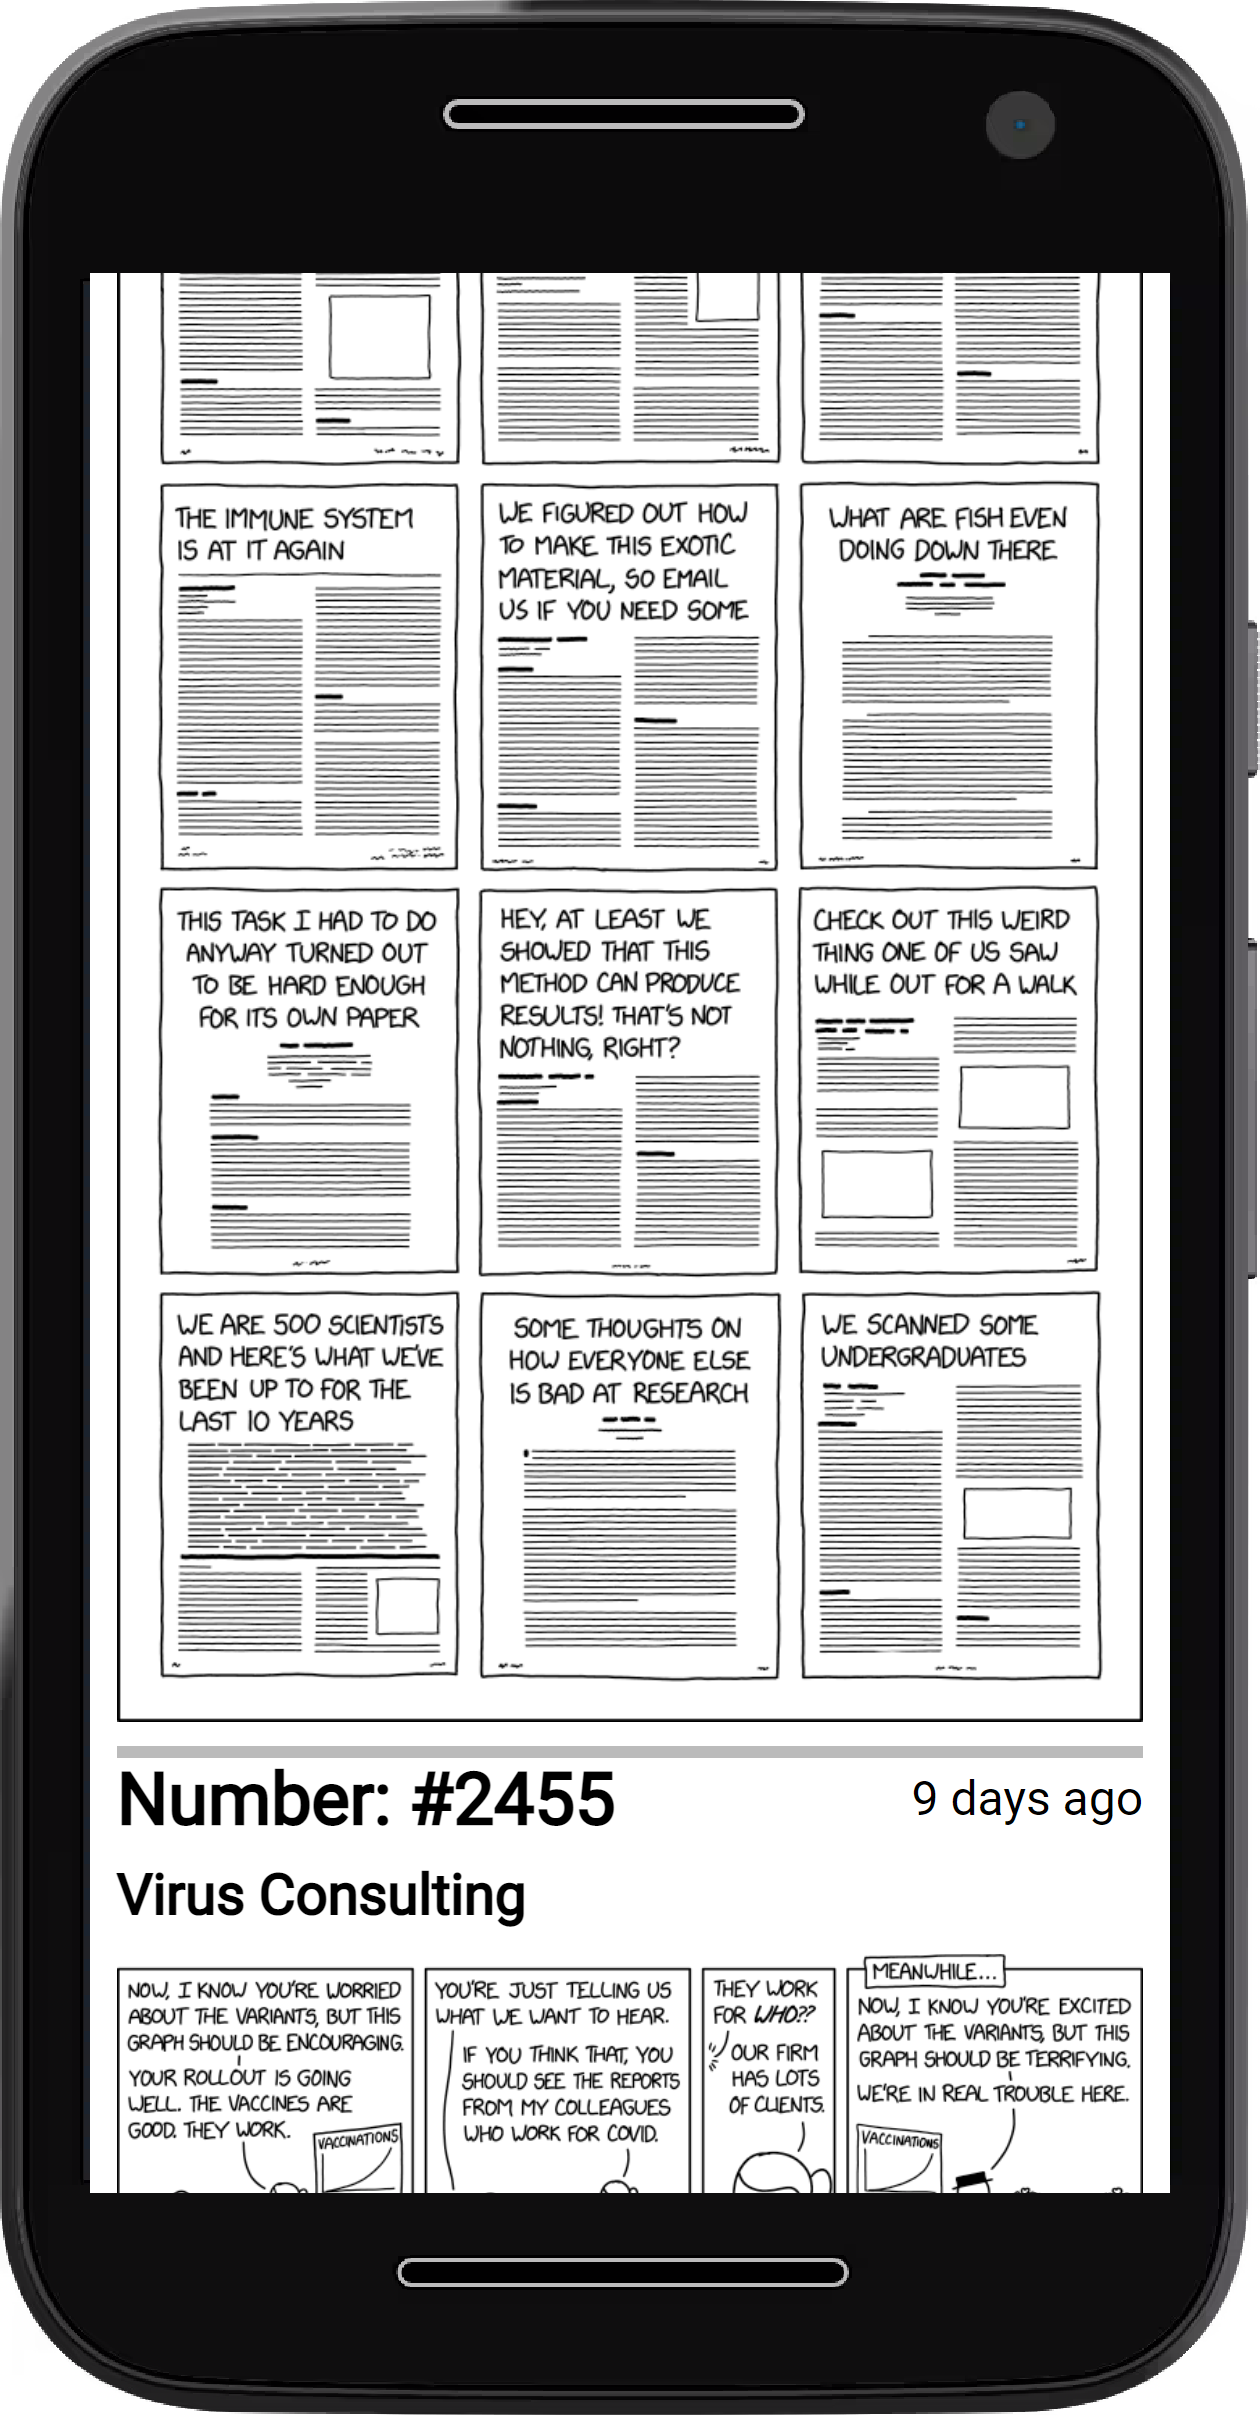 THE IMMUNE SYSTEM
IS AT IT AGAIN
WE FIGURED OUT HOW
TO MAKE THIS EXOTIC
MATERIAL, SO EMAIL
US IF YOU NEED SOME
WHAT ARE FISH EVEN
DOING DOWN THERE
THIS TASK I HAD TO DO
ANYWAY TURNED OUT
TO BE HARD ENOUGH
FOR ITS OWN PAPER
HEY, AT LEAST WE
SHOWED THAT THIS
METHOD CAN PRODUCE
RESULTS! THAT'S NOT
NOTHING, RIGHT?
CHECK OUT THIS WEIRD
THING ONE OF US SAW
WHILE OUT FOR A WALK
WE ARE 500 SCIENTISTS
AND HERE'S WHAT WE'VE
BEEN UP TO FOR THE
LAST 10 YEARS
SOME THOUGHTS ON
HOW EVERYONE ELSE
IS BAD AT RESEARCH
WE SCANNED SOME
UNDERGRADUATES
Number: #2455
9 days ago
Virus Consulting
NOW, I KNOW YOU'RE WORRIED
ABOUT THE VARIANTS, BUT THIS
GRAPH SHOULD BE ENCOURAGING.
YOUR ROLLOUT IS GOING
WELL. THE VACCINES ARE
GOOD. THEY WORK.
VACCINATIONS
YOU'RE JUST TELLING US
WHAT WE WANT TO HEAR.
IF YOU THINK THAT, YOU
SHOULD SEE THE REPORTS
FROM MY COLLEAGUES
WHO WORK FOR COVID.
THEY WORK
FOR WHO??
OUR FIRM
HAS LOTS
OF CLIENTS.
MEANWHILE...
NOW, I KNOW YOU'RE EXCITED
ABOUT THE VARIANTS, BUT THIS
GRAPH SHOULD BE TERRIFYING.
WE'RE IN REAL TROUBLE HERE.
VACCINATIONS